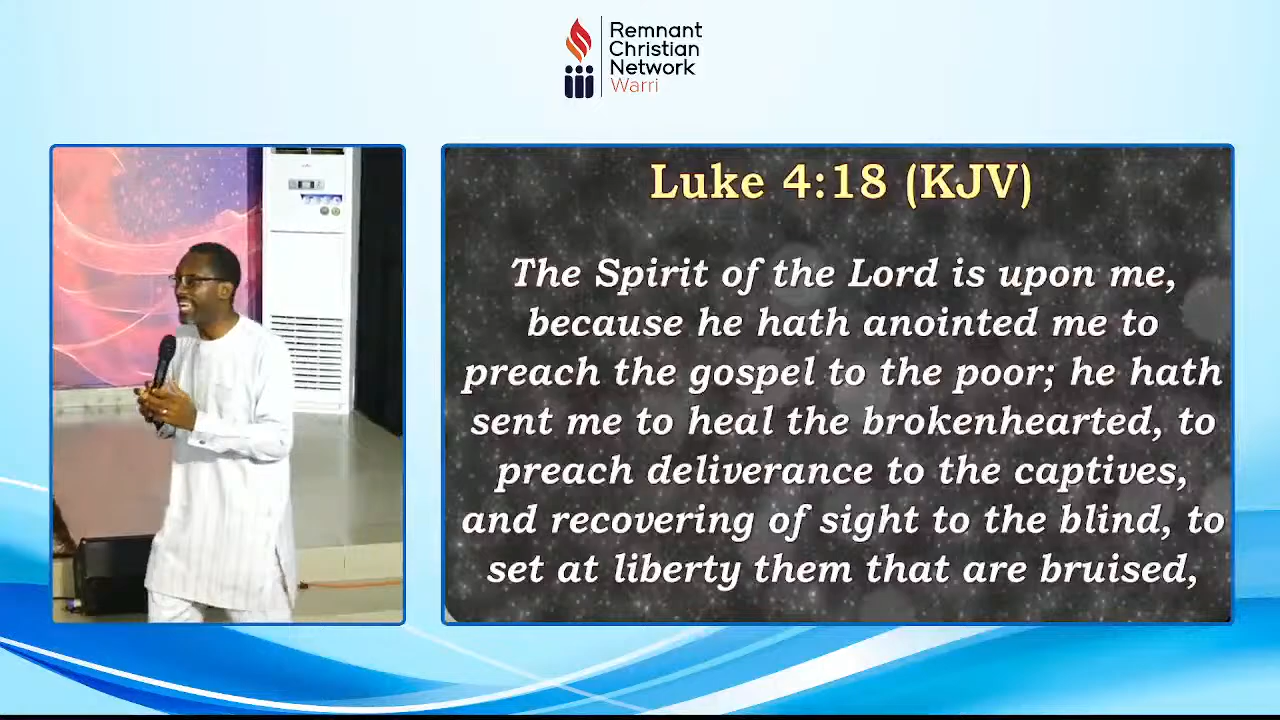 Remnant
Christian
Network
Warri
Luke 4:18 (KJV)
The Spirit of the Lord is upon me,
because he hath anointed me to
preach the gospel to the poor; he hath
sent me to heal the brokenhearted, to
preach deliverance to the captives,
and recovering of sight to the blind, to
set at liberty them that are bruised,